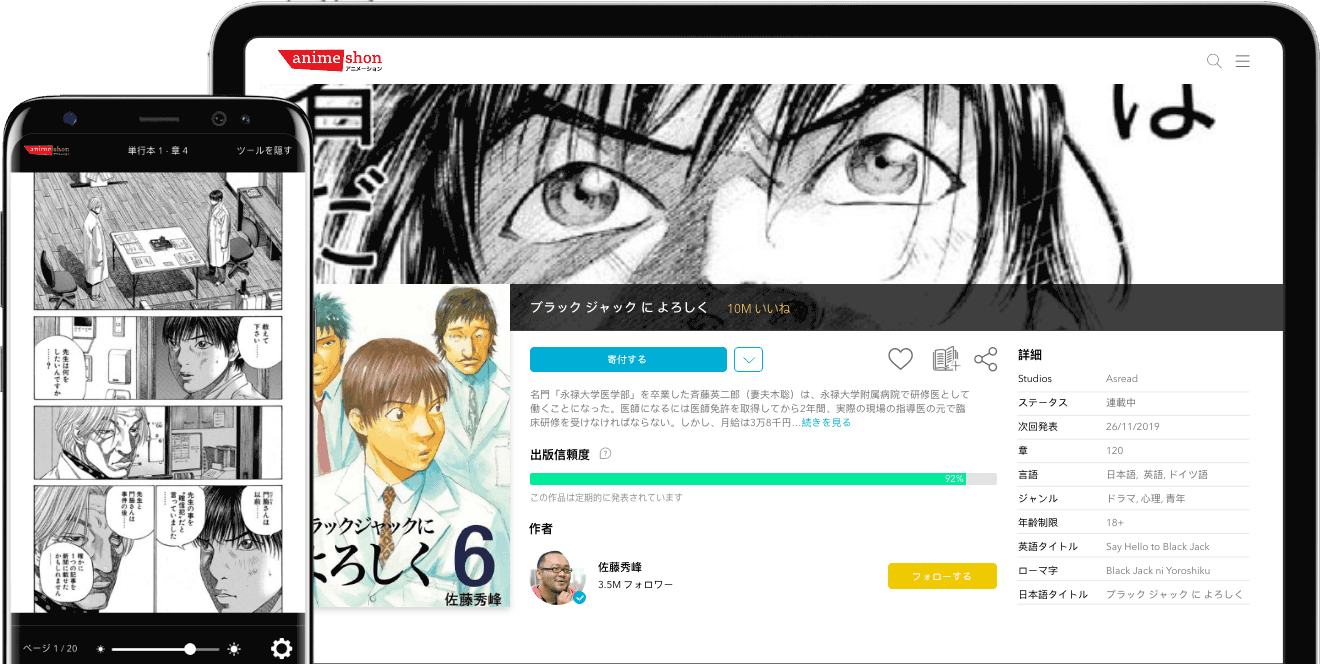 anime shon
アニメーション
は
ブラック ジャック に よろしく 10M いいね
寄付する
名門「永禄大学医学部」を卒業した斉藤英二郎（妻夫木聡）は、永禄大学附属病院で研修医として
働くことになった。医師になるには医師免許を取得してから2年間、実際の現場の指導医の元で臨
床研修を受けなければならない。しかし、月給は3万8千円...続きを見る
出版信頼度 ?
92%
この作品は定期的に発表されています
作者
佐藤秀峰
3.5M フォロワー
フォローする
詳細
Studios Asread
ステータス 連載中
次回発表 26/11/2019
章 120
言語 日本語, 英語, ドイツ語
ジャンル ドラマ, 心理, 青年
年齢制限 18+
英語タイトル Say Hello to Black Jack
ローマ字 Black Jack ni Yoroshiku
日本語タイトル ブラック ジャック に よろしく
ラックジャックに
よろしく 6
佐藤秀峰
anime shon
単行本 1 - 章 4
ツールを隠す
教えて
下さい……
先生は何を
したいんですか
……？
門脇さんは
以前……
先生の事を
“確信犯”だと
言っていました
先生と
門脇さんは
事件の後……
確かに
1つの記事を
新聞に載せた
かもしれません
ページ 1 / 20